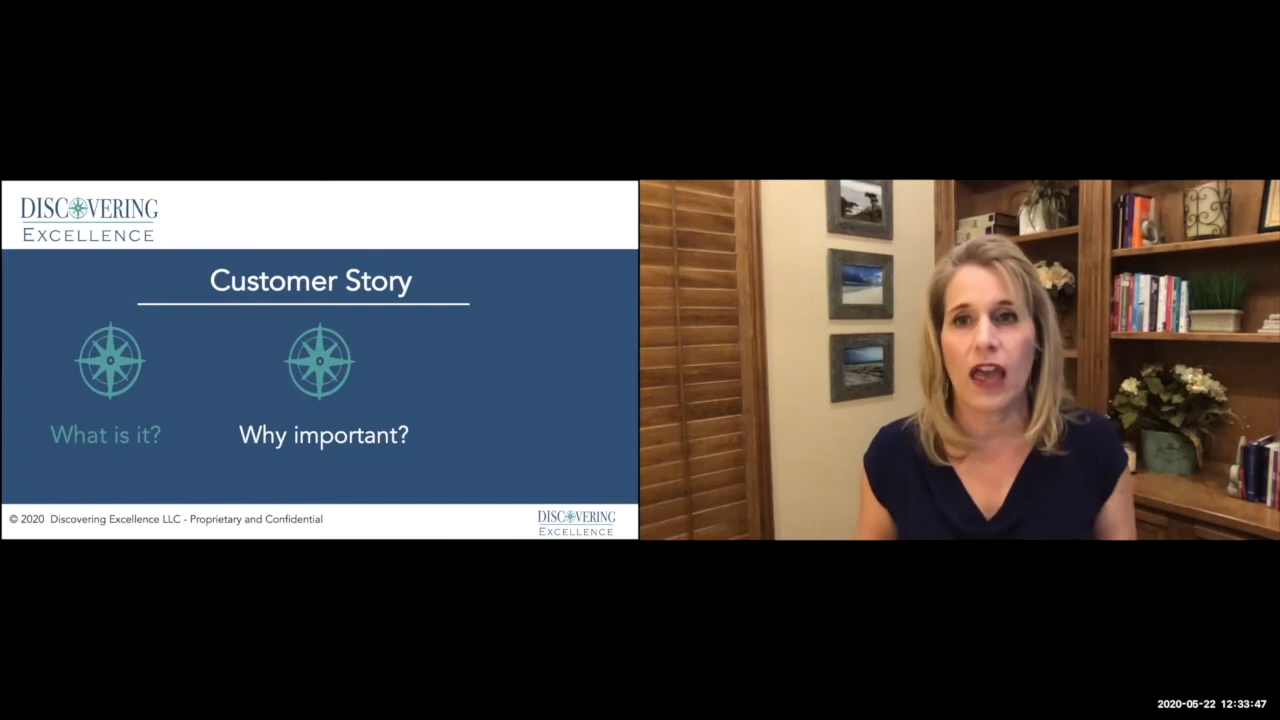 DISCOVERING
EXCELLENCE
Customer Story
What is it?
Why important?
© 2020 Discovering Excellence LLC - Proprietary and Confidential
DISCOVERING
EXCELLENCE
2020-05-22 12:33:47